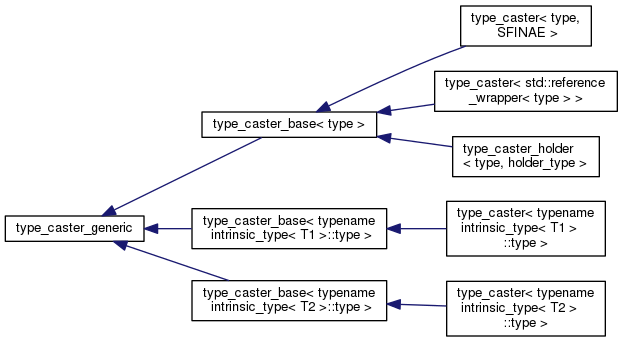 type_caster< type,
SFINAE >
type_caster< std::reference
_wrapper< type > >
type_caster_base< type >
type_caster_holder
< type, holder_type >
type_caster_generic
type_caster_base< typename
intrinsic_type< T1 >::type >
type_caster< typename
intrinsic_type< T1 >
::type >
type_caster_base< typename
intrinsic_type< T2 >::type >
type_caster< typename
intrinsic_type< T2 >
::type >